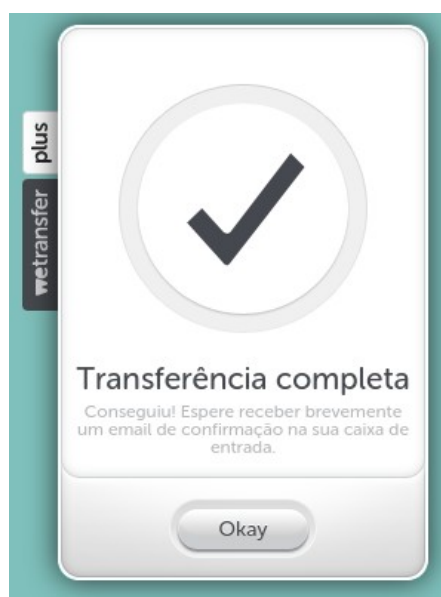 plus
wetransfer
Transferência completa
Conseguiu! Espere receber brevemente
um email de confirmação na sua caixa de
entrada.
Okay